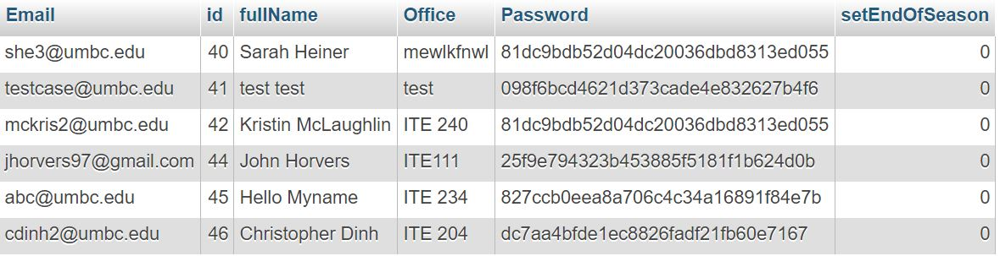 Email id fullName Office Password setEndOfSeason
she3@umbc.edu 40 Sarah Heiner mewlkfnwl 81dc9bdb52d04dc20036dbd8313ed055 0
testcase@umbc.edu 41 test test test 098f6bcd4621d373cade4e832627b4f6 0
mckris2@umbc.edu 42 Kristin McLaughlin ITE 240 81dc9bdb52d04dc20036dbd8313ed055 0
jhorvers97@gmail.com 44 John Horvers ITE111 25f9e794323b453885f5181f1b624d0b 0
abc@umbc.edu 45 Hello Myname ITE 234 827ccb0eea8a706c4c34a16891f84e7b 0
cdinh2@umbc.edu 46 Christopher Dinh ITE 204 dc7aa4bfde1ec8826fadf21fb60e7167 0